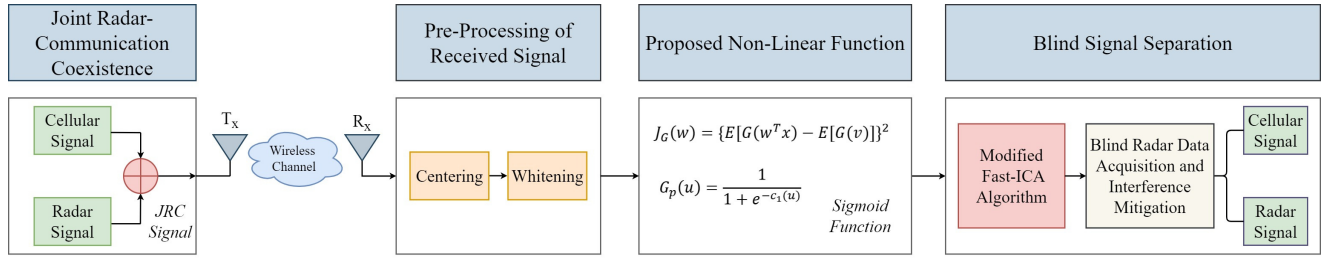 Joint Radar-
Communication
Coexistence
Pre-Processing of
Received Signal
Proposed Non-Linear Function
Blind Signal Separation
Cellular
Signal
Radar
Signal
JRC
Signal
Tx
Wireless
Channel
Rx
Centering
Whitening
J_G(w) = {E[G(w^T x) − E[G(v)]}^2
G_p(u) = 1 / (1 + e^{−c_1(u)})
Sigmoid
Function
Modified
Fast-ICA
Algorithm
Blind Radar Data
Acquisition and
Interference
Mitigation
Cellular
Signal
Radar
Signal